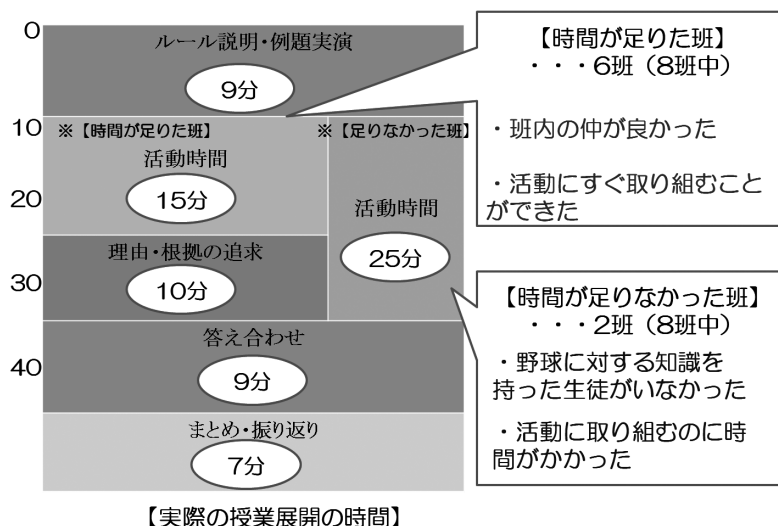 0
ルール説明・例題実演
9分
10
※【時間が足りた班】
※【足りなかった班】
活動時間
15分
20
活動時間
25分
理由・根拠の追求
10分
30
答え合わせ
9分
40
まとめ・振り返り
7分
【実際の授業展開の時間】
【時間が足りた班】
・・・6班（8班中）
・班内の仲が良かった
・活動にすぐ取り組むこと
ができた
【時間が足りなかった班】
・・・2班（8班中）
・野球に対する知識を
持った生徒がいなかった
・活動に取り組むのに時
間がかかった